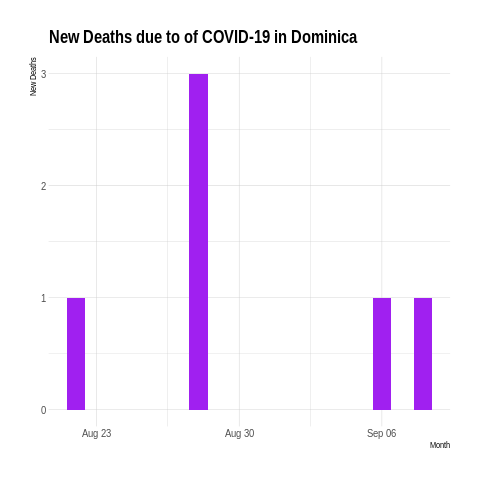 New Deaths due to of COVID-19 in Dominica
New Deaths
3
2
1
0
Aug 23
Aug 30
Sep 06
Month